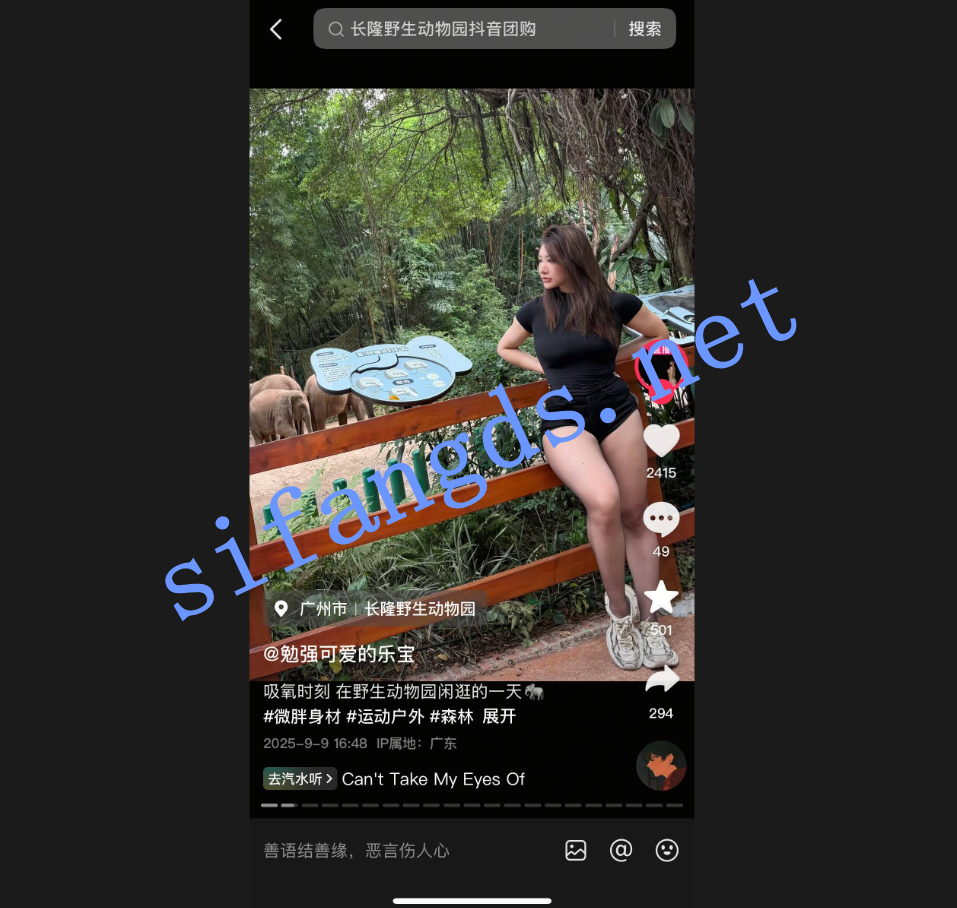 长隆野生动物园抖音团购
搜索
sifangds.net
2415
49
501
广州市 | 长隆野生动物园
@勉强可爱的乐宝
吸氧时刻 在野生动物园闲逛的一天🐘
294
#微胖身材 #运动户外 #森林 展开
2025-9-9 16:48 IP属地：广东
去汽水听 > Can't Take My Eyes Of
善语结善缘，恶言伤人心